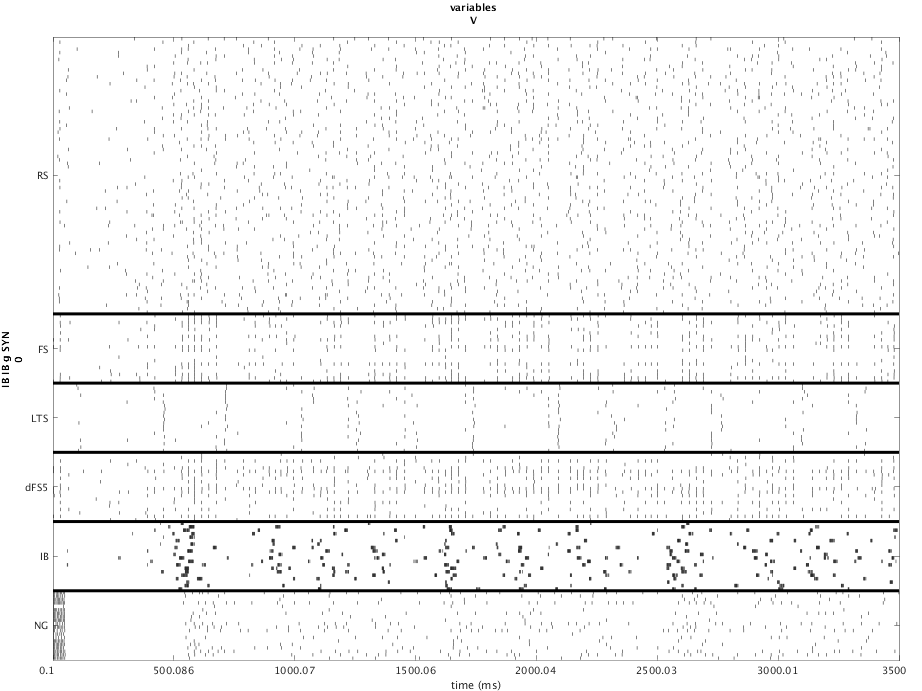 variables
V
RS
FS
LTS
dFS5
IB
NG
IB IB g SYN
0
0.1 500.086 1000.07 1500.06 2000.04 2500.03 3000.01 3500
time (ms)